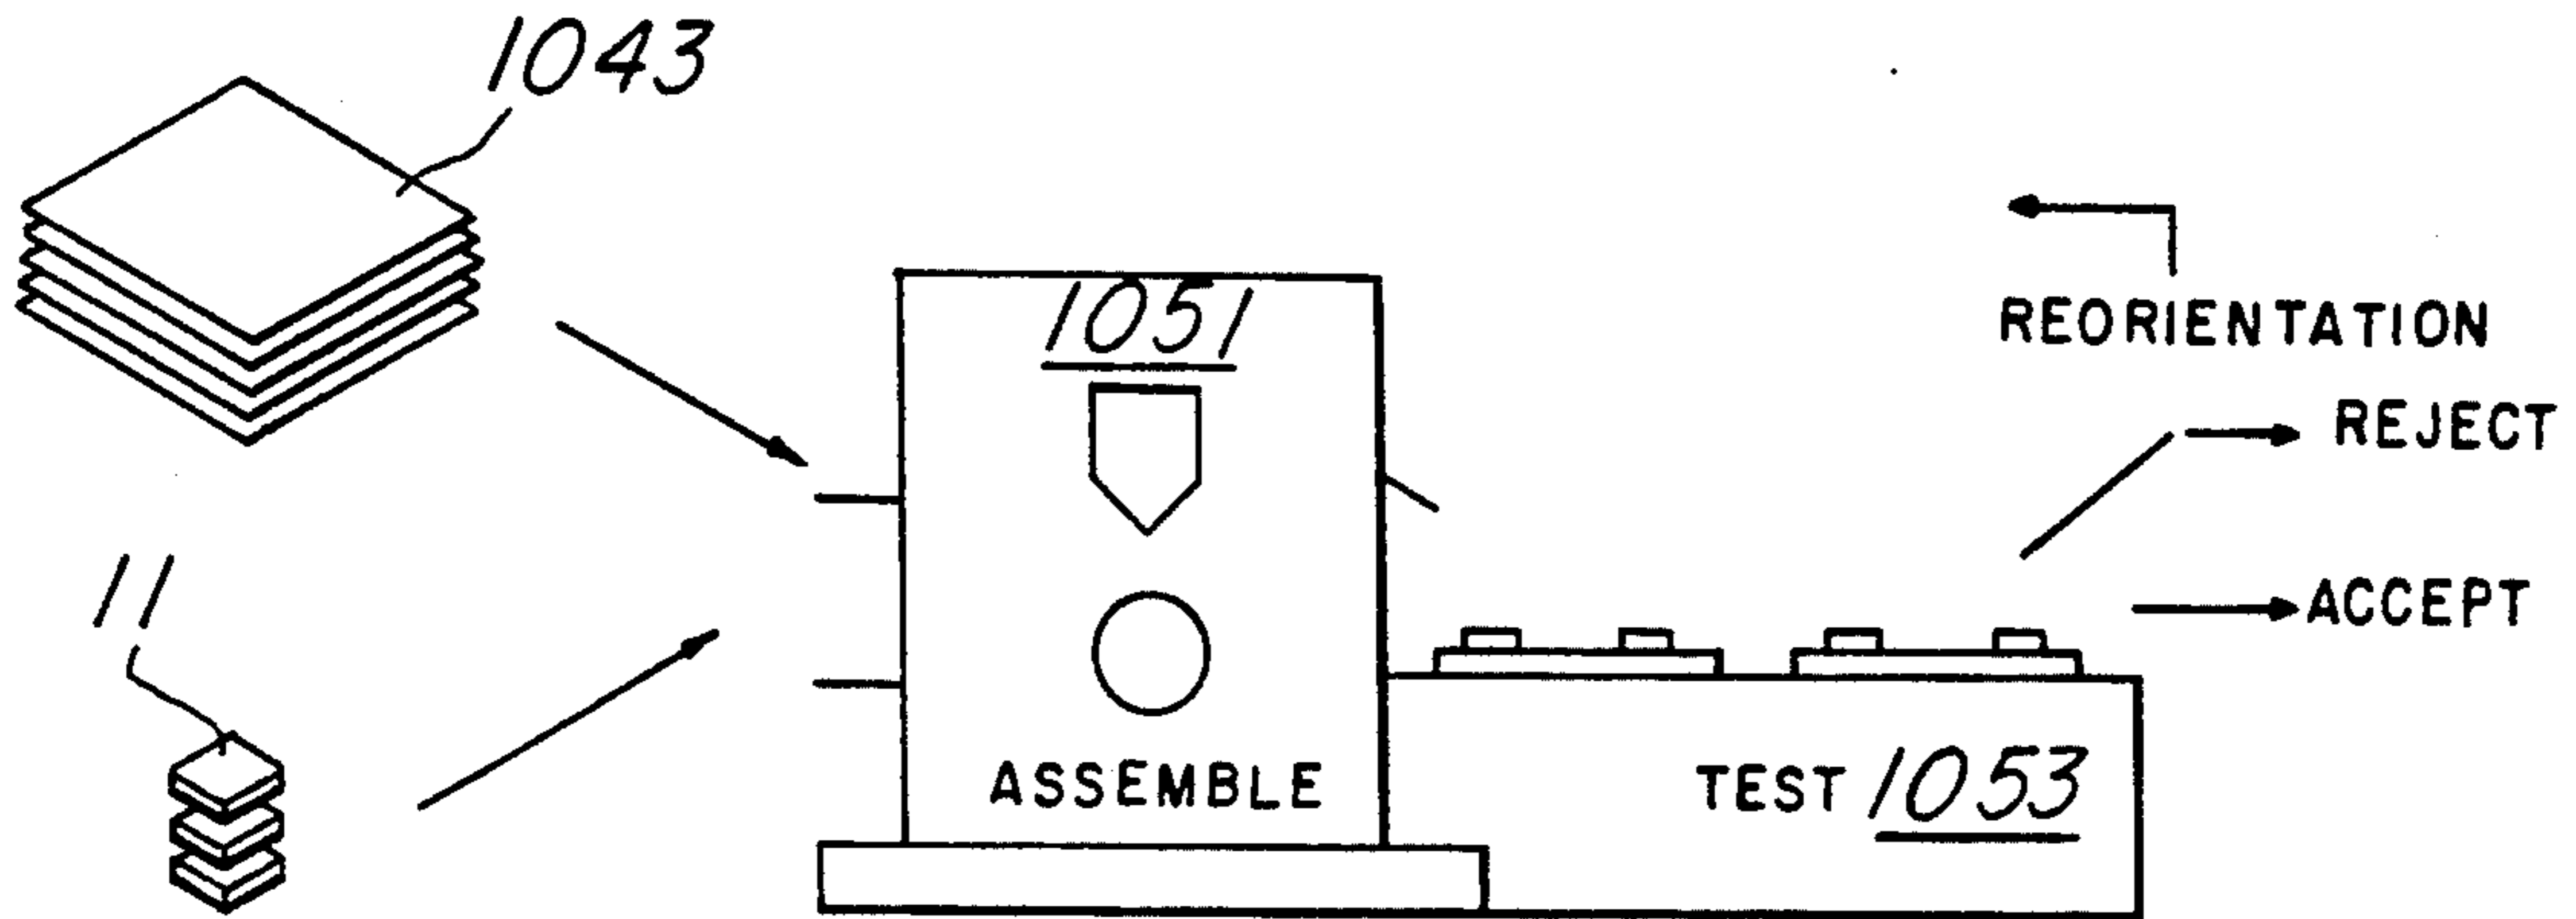 1043
1051
REORIENTATION
REJECT
11
ACCEPT
ASSEMBLE
TEST 1053